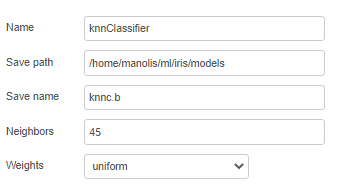 Name knnClassifier
Save path /home/manolis/ml/iris/models
Save name knnc.b
Neighbors 45
Weights uniform